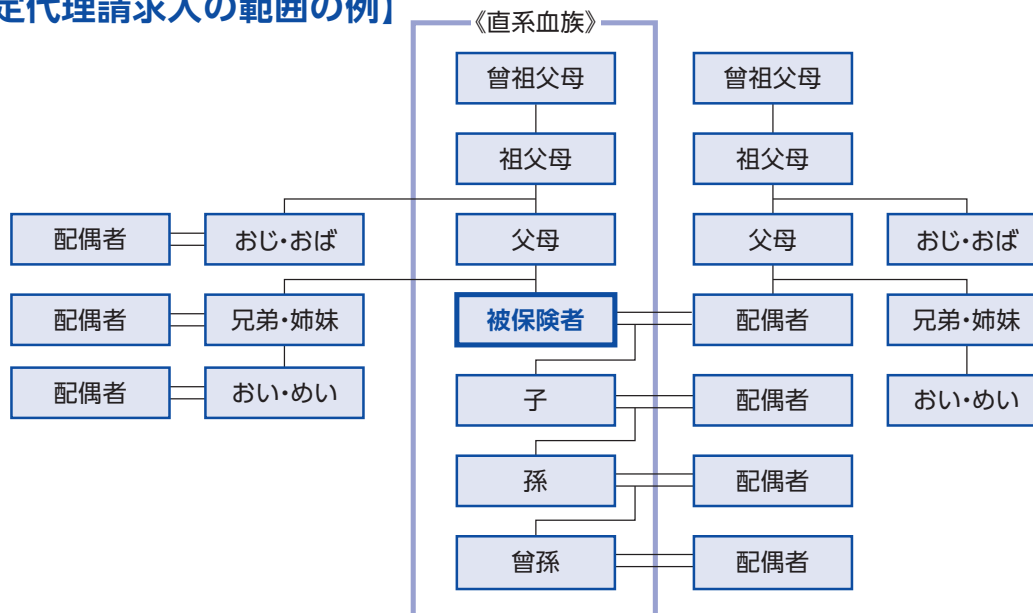 定代理請求人の範囲の例】
《直系血族》
曾祖父母
曾祖父母
祖父母
祖父母
配偶者
おじ・おば
父母
父母
おじ・おば
配偶者
兄弟・姉妹
被保険者
配偶者
兄弟・姉妹
配偶者
おい・めい
子
配偶者
おい・めい
孫
配偶者
曾孫
配偶者